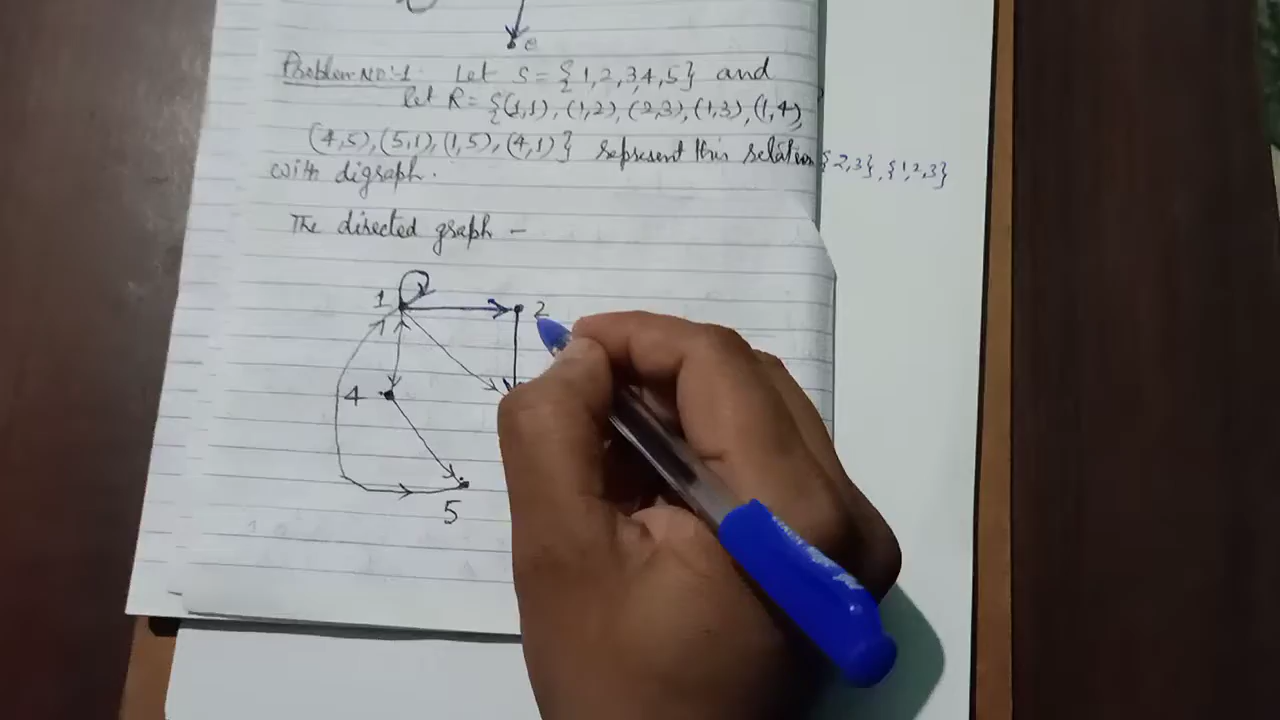 e
Problem NO:-1. Let S = {1,2,3,4,5} and
let R = {(1,1), (1,2), (2,3), (1,3), (1,4),
(4,5), (5,1), (1,5), (4,1)} represent this relation {2,3}, {1,2,3}
with digraph.
The directed graph -
1 2
4
5